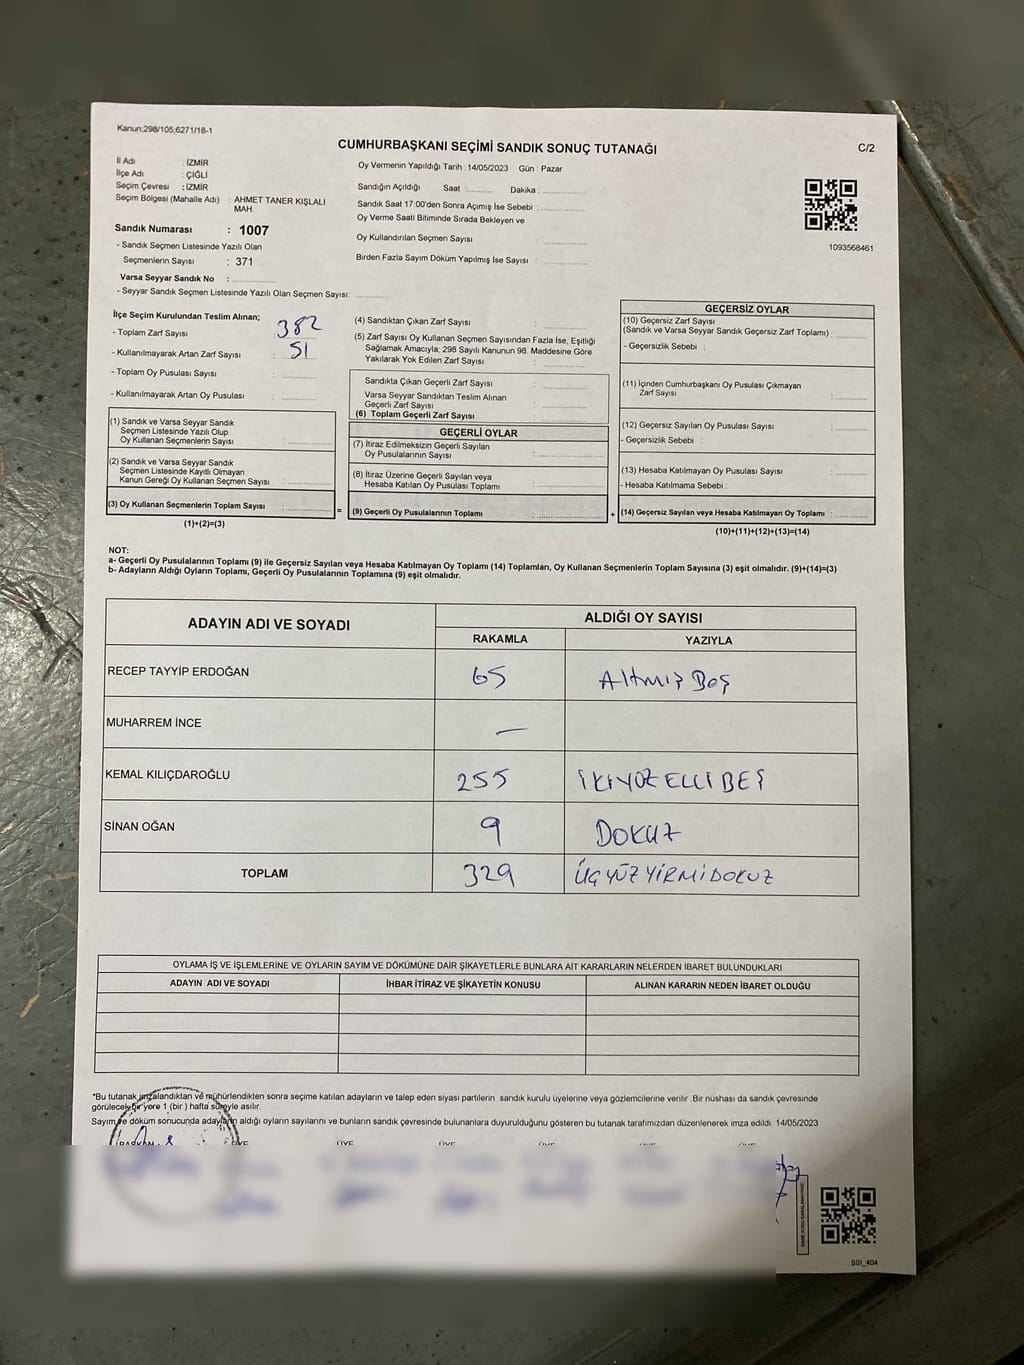 Kanun;298/105,6271/18-1
CUMHURBAŞKANI SEÇİMİ SANDIK SONUÇ TUTANAĞI
C/2
İl Adı : İZMİR
İlçe Adı : ÇİĞLİ
Seçim Çevresi : İZMİR
Seçim Bölgesi (Mahalle Adı) : AHMET TANER KIŞLALI
MAH.
Sandık Numarası : 1007
- Sandık Seçmen Listesinde Yazılı Olan
Seçmenlerin Sayısı : 371
Varsa Seyyar Sandık No :
- Seyyar Sandık Seçmen Listesinde Yazılı Olan Seçmen Sayısı:
Oy Vermenin Yapıldığı Tarih : 14/05/2023 Gün : Pazar
Sandığın Açıldığı Saat : Dakika :
Sandık Saat 17:00'den Sonra Açımış İse Sebebi :
Oy Verme Saati Bitiminde Sırada Bekleyen ve
Oy Kullandırılan Seçmen Sayısı :
Birden Fazla Sayım Döküm Yapılmış İse Sayısı :
1093568461
İlçe Seçim Kurulundan Teslim Alınan;
- Toplam Zarf Sayısı : 382
- Kullanılmayarak Artan Zarf Sayısı : 51
- Toplam Oy Pusulası Sayısı :
- Kullanılmayarak Artan Oy Pusulası :
(1) Sandık ve Varsa Seyyar Sandık
Seçmen Listesinde Yazılı Olup
Oy Kullanan Seçmenlerin Sayısı :
(2) Sandık ve Varsa Seyyar Sandık
Seçmen Listesinde Kayıtlı Olmayan
Kanun Gereği Oy Kullanan Seçmen Sayısı :
(3) Oy Kullanan Seçmenlerin Toplam Sayısı :
(1)+(2)=(3)
(4) Sandıktan Çıkan Zarf Sayısı :
(5) Zarf Sayısı Oy Kullanan Seçmen Sayısından Fazla İse, Eşitliği
Sağlamak Amacıyla; 298 Sayılı Kanunun 98. Maddesine Göre
Yakılarak Yok Edilen Zarf Sayısı :
Sandıkta Çıkan Geçerli Zarf Sayısı :
Varsa Seyyar Sandıktan Teslim Alınan
Geçerli Zarf Sayısı :
(6) Toplam Geçerli Zarf Sayısı :
GEÇERLİ OYLAR
(7) İtiraz Edilmeksizin Geçerli Sayılan
Oy Pusulalarının Sayısı :
(8) İtiraz Üzerine Geçerli Sayılan veya
Hesaba Katılan Oy Pusulası Toplamı :
= (9) Geçerli Oy Pusulalarının Toplamı :
GEÇERSİZ OYLAR
(10) Geçersiz Zarf Sayısı
(Sandık ve Varsa Seyyar Sandık Geçersiz Zarf Toplamı) :
- Geçersizlik Sebebi :
(11) İçinden Cumhurbaşkanı Oy Pusulası Çıkmayan
Zarf Sayısı :
(12) Geçersiz Sayılan Oy Pusulası Sayısı :
- Geçersizlik Sebebi :
(13) Hesaba Katılmayan Oy Pusulası Sayısı :
- Hesaba Katılmama Sebebi :
+ (14) Geçersiz Sayılan veya Hesaba Katılmayan Oy Toplamı :
(10)+(11)+(12)+(13)=(14)
NOT:
a- Geçerli Oy Pusulalarının Toplamı (9) ile Geçersiz Sayılan veya Hesaba Katılmayan Oy Toplamı (14) Toplamları, Oy Kullanan Seçmenlerin Toplam Sayısına (3) eşit olmalıdır. (9)+(14)=(3)
b- Adayların Aldığı Oyların Toplamı, Geçerli Oy Pusulalarının Toplamına (9) eşit olmalıdır.
ADAYIN ADI VE SOYADI
ALDIĞI OY SAYISI
RAKAMLA YAZIYLA
RECEP TAYYİP ERDOĞAN 65 Altmış Beş
MUHARREM İNCE —
KEMAL KILIÇDAROĞLU 255 İKİYÜZELLİBEŞ
SİNAN OĞAN 9 DOKUZ
TOPLAM 329 ÜÇYÜZYİRMİDOKUZ
OYLAMA İŞ VE İŞLEMLERİNE VE OYLARIN SAYIM VE DÖKÜMÜNE DAİR ŞİKAYETLERLE BUNLARA AİT KARARLARIN NELERDEN İBARET BULUNDUKLARI
ADAYIN ADI VE SOYADI İHBAR İTİRAZ VE ŞİKAYETİN KONUSU ALINAN KARARIN NEDEN İBARET OLDUĞU
*Bu tutanak imzalandıktan ve mühürlendikten sonra seçime katılan adayların ve talep eden siyasi partilerin sandık kurulu üyelerine veya gözlemcilerine verilir .Bir nüshası da sandık çevresinde
görülecek bir yere 1 (bir ) hafta süreyle asılır.
Sayım ve döküm sonucunda adayların aldığı oyların sayılarını ve bunların sandık çevresinde bulunanlara duyurulduğunu gösteren bu tutanak tarafımızdan düzenlenerek imza edildi. 14/05/2023
SSI_404